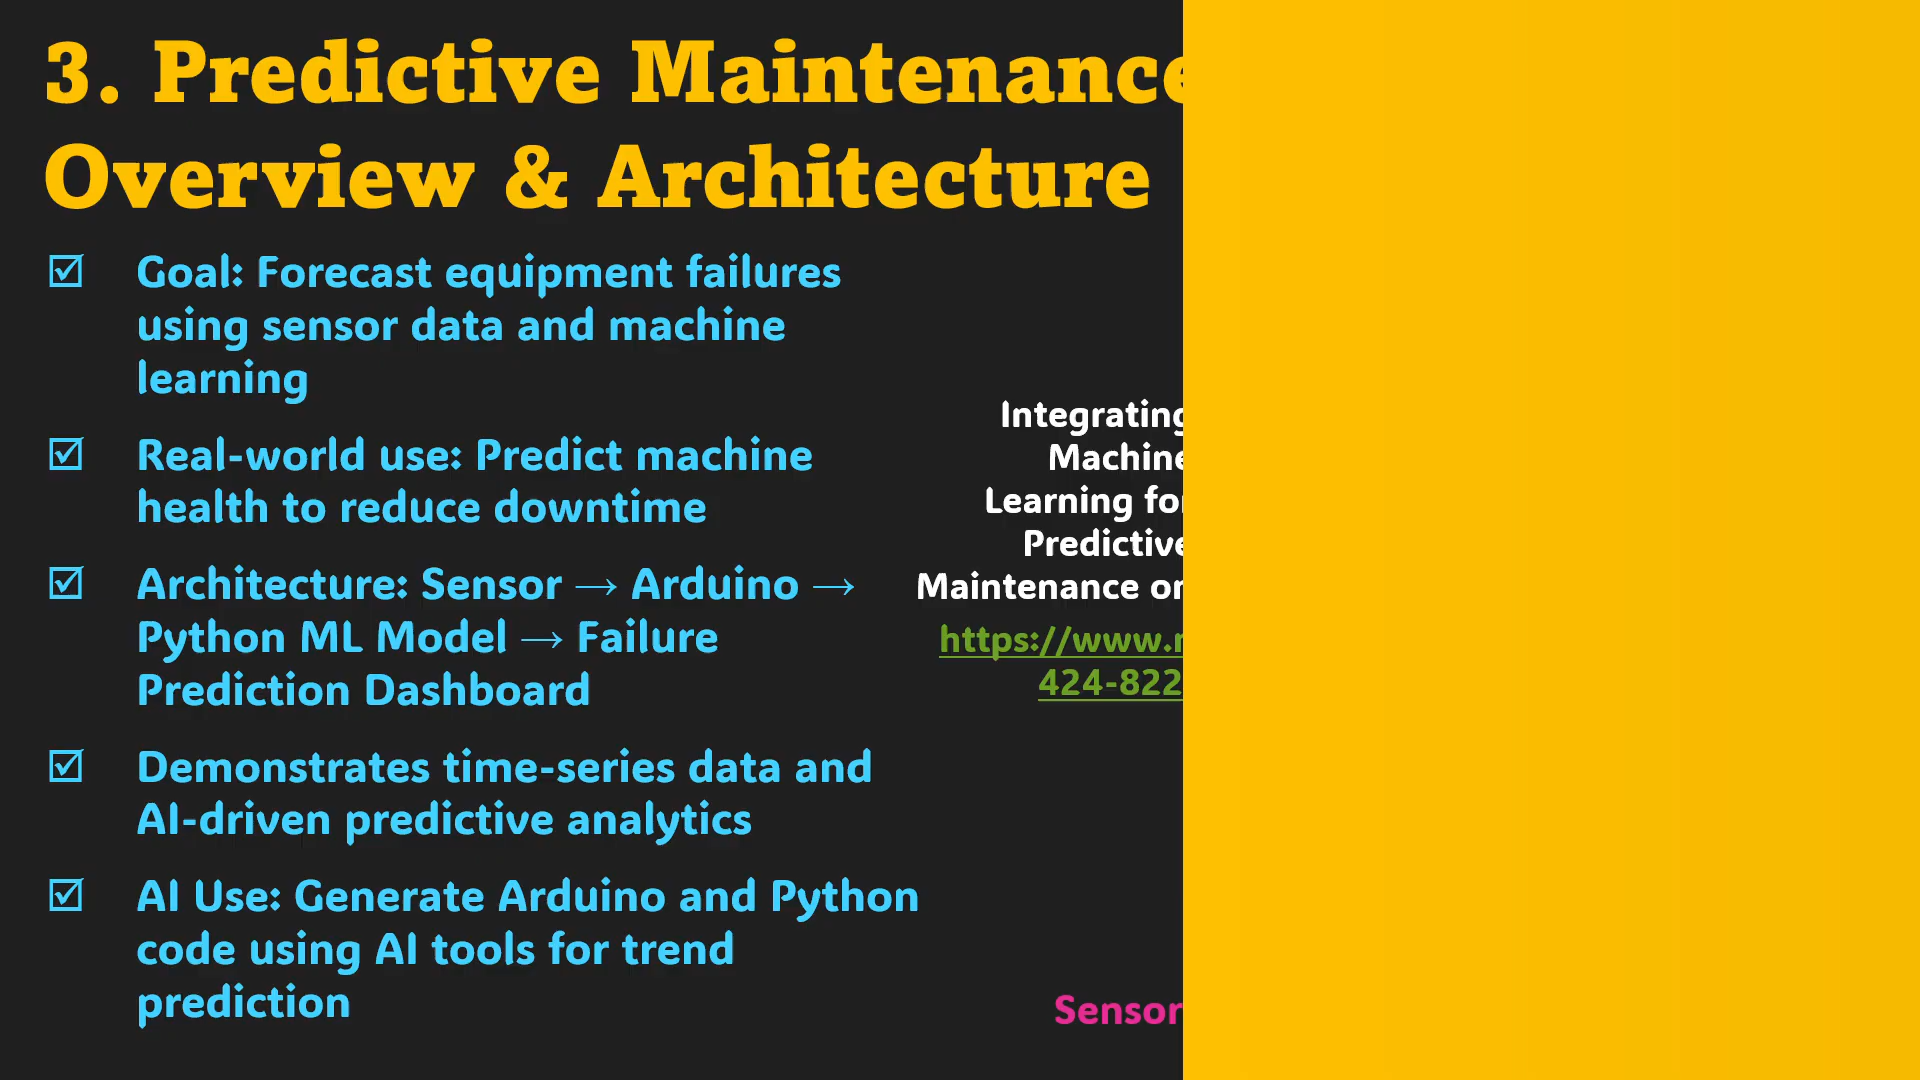 3. Predictive Maintenance
Overview & Architecture
Goal: Forecast equipment failures
using sensor data and machine
learning
Real-world use: Predict machine
health to reduce downtime
Architecture: Sensor → Arduino →
Python ML Model → Failure
Prediction Dashboard
Demonstrates time-series data and
AI-driven predictive analytics
AI Use: Generate Arduino and Python
code using AI tools for trend
prediction
Integrating
Machine
Learning for
Predictive
Maintenance on
https://www.
424-822
Sensor